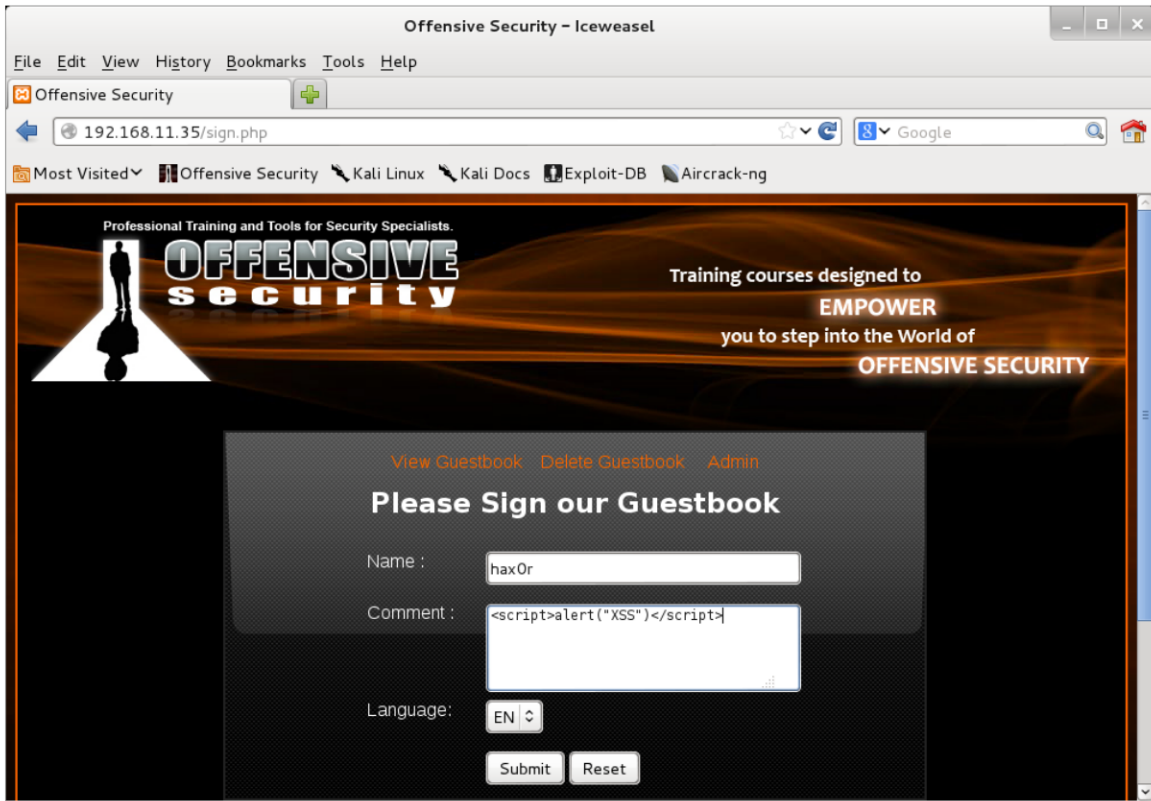 Offensive Security – Iceweasel
File Edit View History Bookmarks Tools Help
Offensive Security
192.168.11.35/sign.php
8 Google
Most Visited Offensive Security Kali Linux Kali Docs Exploit-DB Aircrack-ng
Professional Training and Tools for Security Specialists.
OFFENSIVE
security
Training courses designed to
EMPOWER
you to step into the World of
OFFENSIVE SECURITY
View Guestbook Delete Guestbook Admin
Please Sign our Guestbook
Name : hax0r
Comment : <script>alert("XSS")</script>
Language: EN
Submit Reset